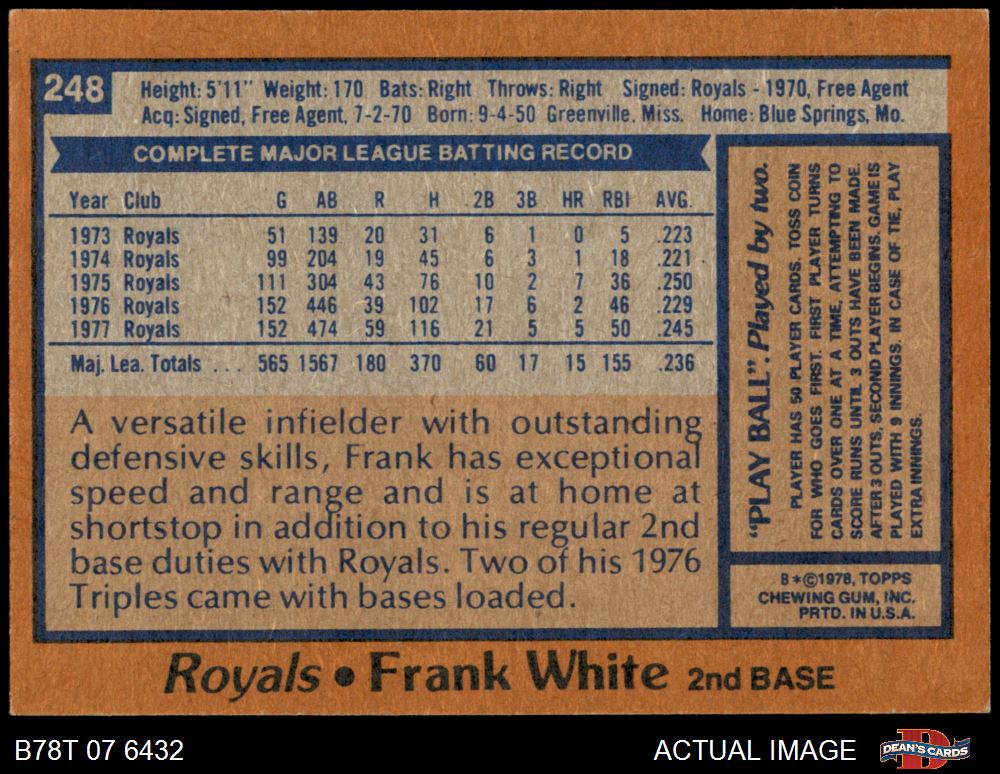 248
Height: 5'11" Weight: 170 Bats: Right Throws: Right Signed: Royals - 1970, Free Agent
Acq: Signed, Free Agent, 7-2-70 Born: 9-4-50 Greenville, Miss. Home: Blue Springs, Mo.
COMPLETE MAJOR LEAGUE BATTING RECORD
Year Club G AB R H 2B 3B HR RBI AVG.
1973 Royals 51 139 20 31 6 1 0 5 .223
1974 Royals 99 204 19 45 6 3 1 18 .221
1975 Royals 111 304 43 76 10 2 7 36 .250
1976 Royals 152 446 39 102 17 6 2 46 .229
1977 Royals 152 474 59 116 21 5 5 50 .245
Maj. Lea. Totals ... 565 1567 180 370 60 17 15 155 .236
A versatile infielder with outstanding
defensive skills, Frank has exceptional
speed and range and is at home at
shortstop in addition to his regular 2nd
base duties with Royals. Two of his 1976
Triples came with bases loaded.
"PLAY BALL". Played by two.
PLAYER HAS 50 PLAYER CARDS. TOSS COIN
FOR WHO GOES FIRST. FIRST PLAYER TURNS
CARDS OVER ONE AT A TIME, ATTEMPTING TO
SCORE RUNS UNTIL 3 OUTS HAVE BEEN MADE.
AFTER 3 OUTS, SECOND PLAYER BEGINS. GAME IS
PLAYED WITH 9 INNINGS. IN CASE OF TIE, PLAY
EXTRA INNINGS.
B*©1978, TOPPS
CHEWING GUM, INC.
PRTD. IN U.S.A.
Royals • Frank White 2nd BASE
B78T 07 6432
ACTUAL IMAGE
DEAN'S CARDS